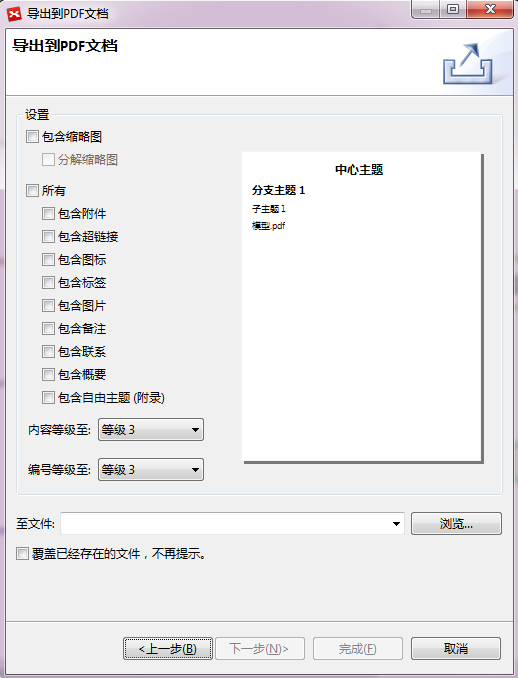 导出到PDF文档
导出到PDF文档
设置
包含缩略图
分解缩略图
所有
包含附件
包含超链接
包含图标
包含标签
包含图片
包含备注
包含联系
包含概要
包含自由主题 (附录)
中心主题
分支主题 1
子主题 1
模型.pdf
内容等级至: 等级 3
编号等级至: 等级 3
至文件: 浏览...
覆盖已经存在的文件，不再提示。
<上一步(B) 下一步(N)> 完成(F) 取消